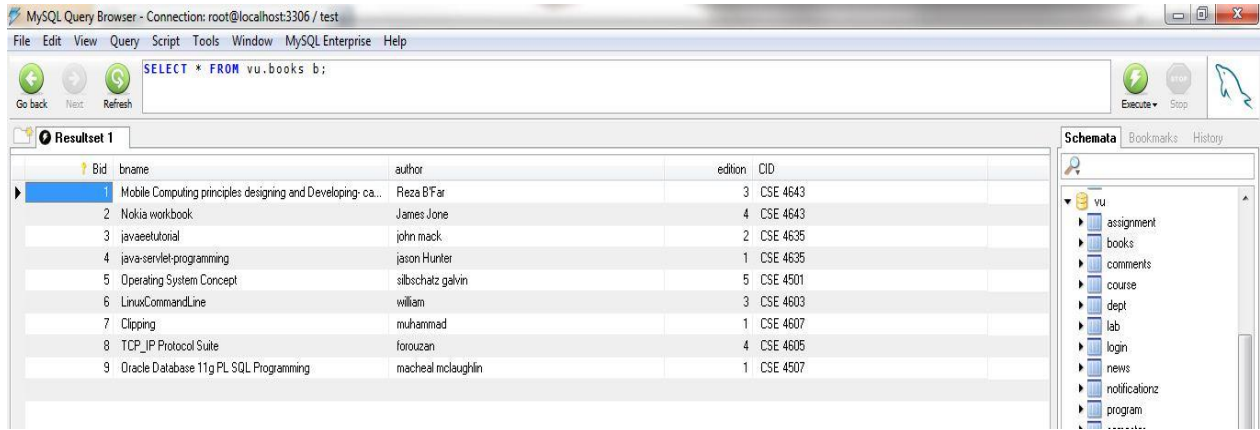 MySQL Query Browser - Connection: root@localhost:3306 / test
File Edit View Query Script Tools Window MySQL Enterprise Help
SELECT * FROM vu.books b;
Go back Next Refresh Execute Stop
STOP
Resultset 1
Schemata Bookmarks History
Bid bname author edition CID
1 Mobile Computing principles designing and Developing- ca... Reza B'Far 3 CSE 4643
2 Nokia workbook James Jone 4 CSE 4643
3 javaeetutorial john mack 2 CSE 4635
4 java-servlet-programming jason Hunter 1 CSE 4635
5 Operating System Concept silbschatz galvin 5 CSE 4501
6 LinuxCommandLine william 3 CSE 4603
7 Clipping muhammad 1 CSE 4607
8 TCP_IP Protocol Suite forouzan 4 CSE 4605
9 Oracle Database 11g PL SQL Programming macheal mclaughlin 1 CSE 4507
vu
assignment
books
comments
course
dept
lab
login
news
notificationz
program